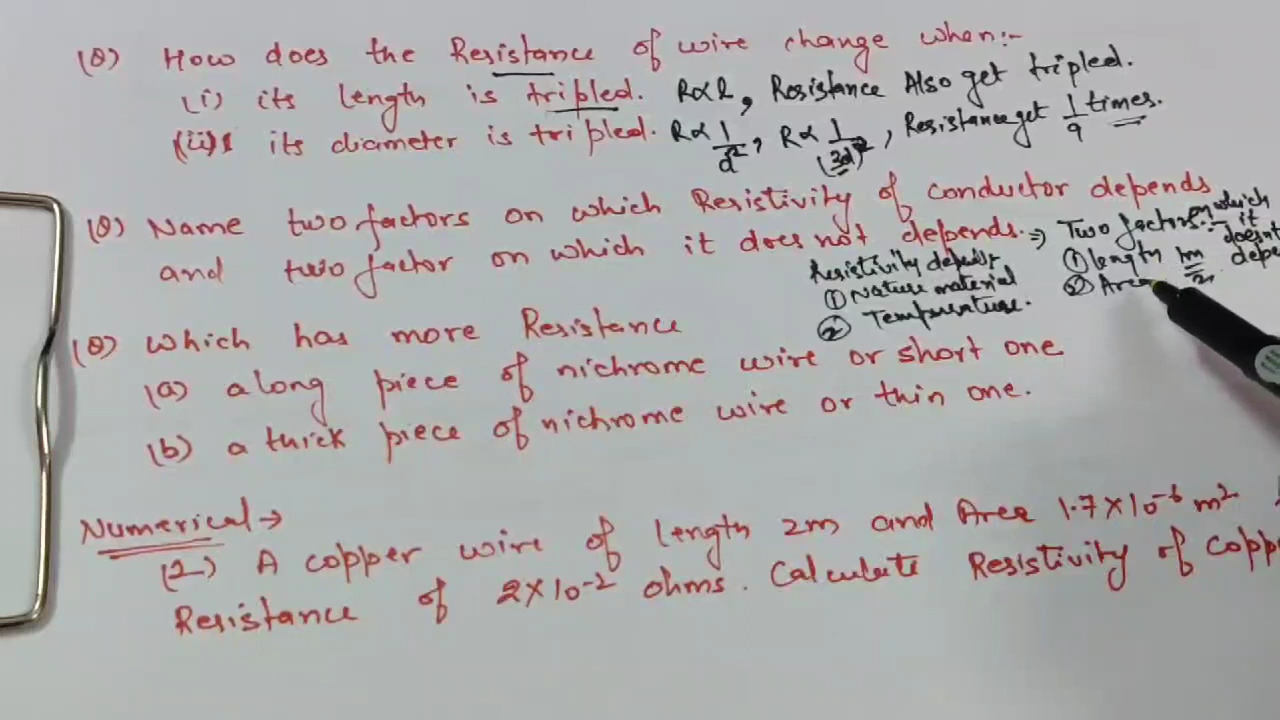 (Q) How does the Resistance of wire change when:-
(i) its length is tripled. R∝l, Resistance Also get tripled.
(ii) its diameter is tripled. R∝1/d², R∝1/(3d)², Resistance get 1/9 times.
(Q) Name two factors on which Resistivity of conductor depends
and two factor on which it does not depends. ⇒ Two factors on which it doesnt depe
Resistivity depends
① Nature material
② Temperature.
① length
② Area
(Q) which has more Resistance
(a) a long piece of nichrome wire or short one.
(b) a thick piece of nichrome wire or thin one.
Numerical →
(2) A copper wire of length 2m and Area 1.7×10⁻⁶ m²
Resistance of 2×10⁻² ohms. Calculate Resistivity of Copp